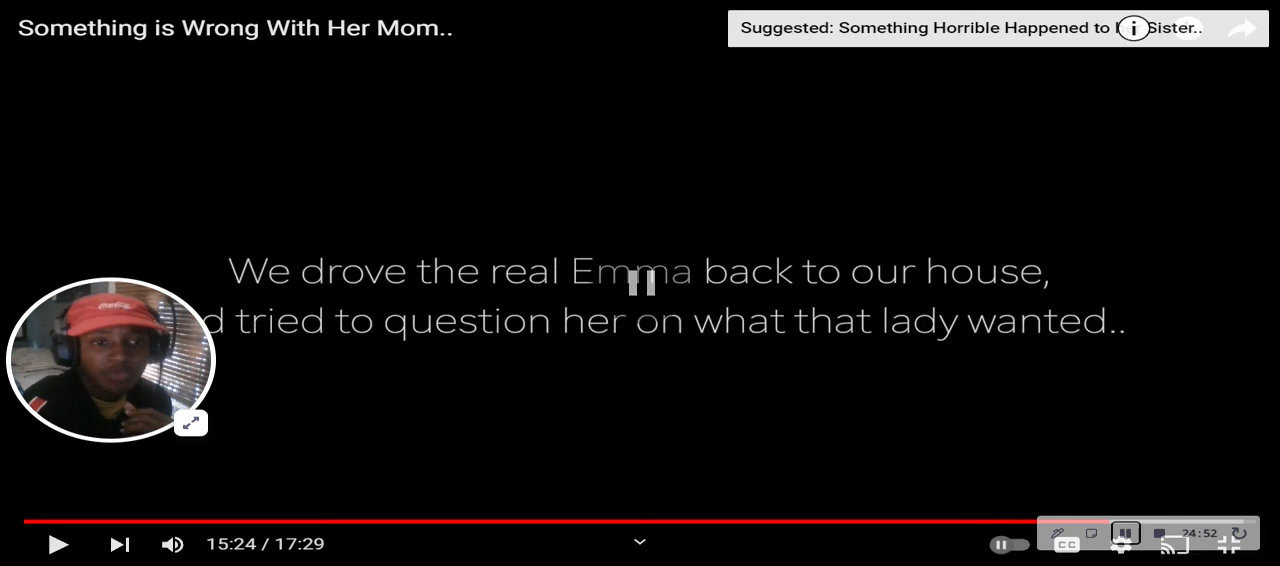 Something is Wrong With Her Mom..
Suggested: Something Horrible Happened to Sister..
We drove the real Emma back to our house,
tried to question her on what that lady wanted..
15:24 / 17:29
CC
24:52